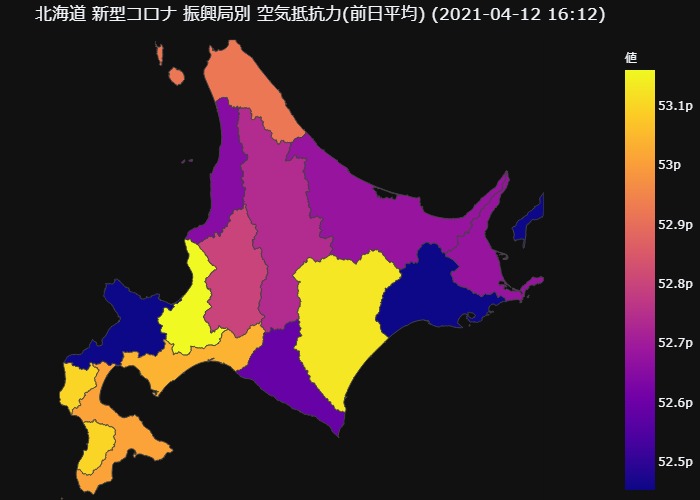 北海道 新型コロナ 振興局別 空気抵抗力(前日平均) (2021-04-12 16:12)
値
53.1p
53p
52.9p
52.8p
52.7p
52.6p
52.5p